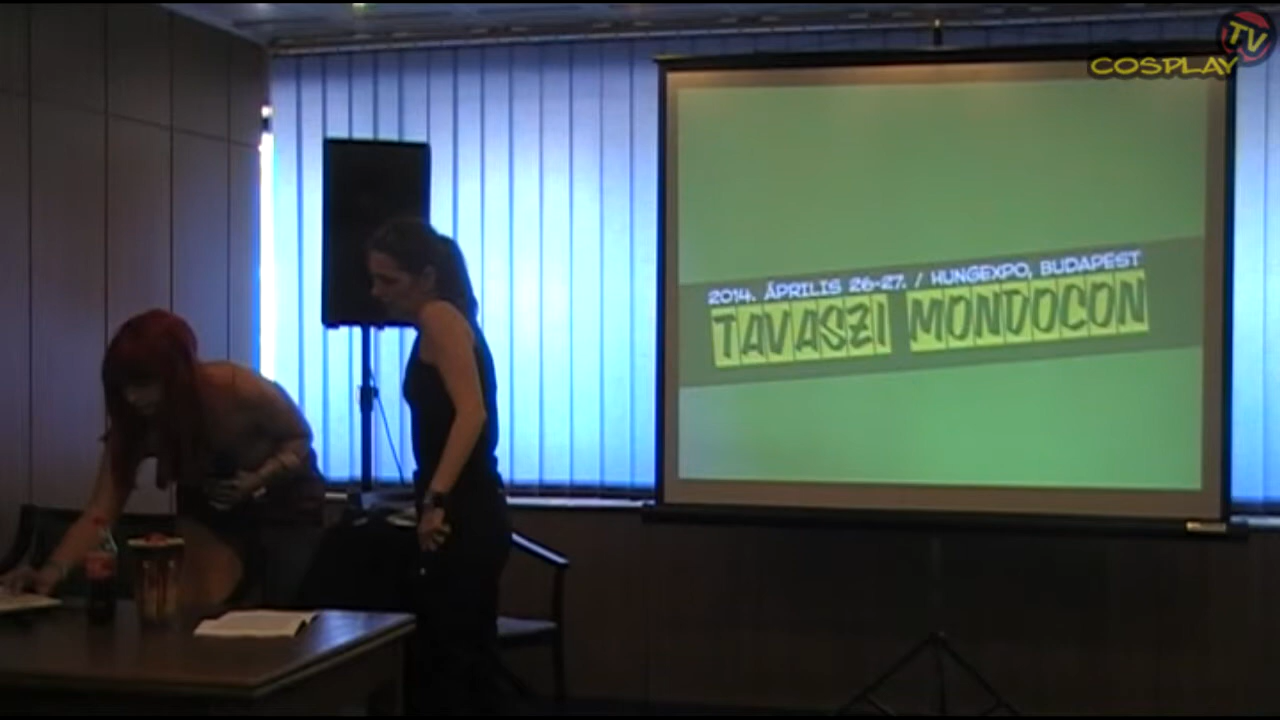 TV
COSPLAY
2014. ÁPRILIS 26-27. / HUNGEXPO, BUDAPEST
TAVASZI MONDOCON